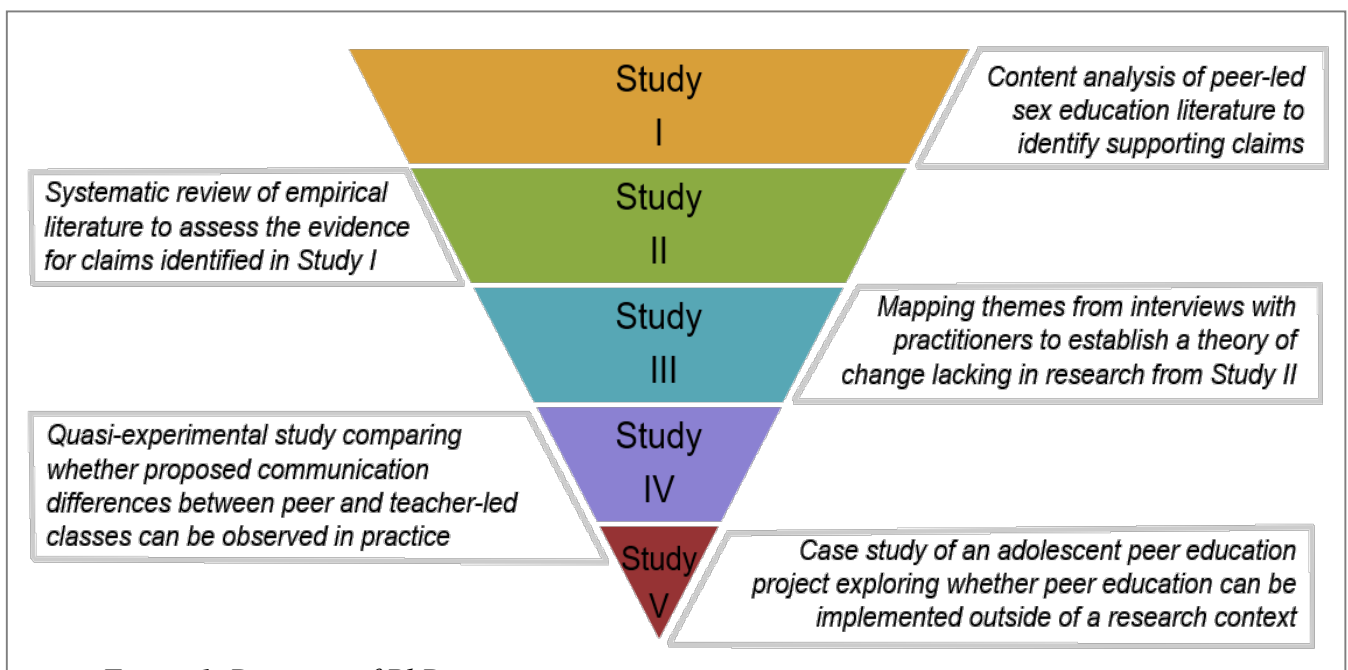 Study
I
Content analysis of peer-led
sex education literature to
identify supporting claims
Study
II
Systematic review of empirical
literature to assess the evidence
for claims identified in Study I
Study
III
Mapping themes from interviews with
practitioners to establish a theory of
change lacking in research from Study II
Study
IV
Quasi-experimental study comparing
whether proposed communication
differences between peer and teacher-led
classes can be observed in practice
Study
V
Case study of an adolescent peer education
project exploring whether peer education can be
implemented outside of a research context